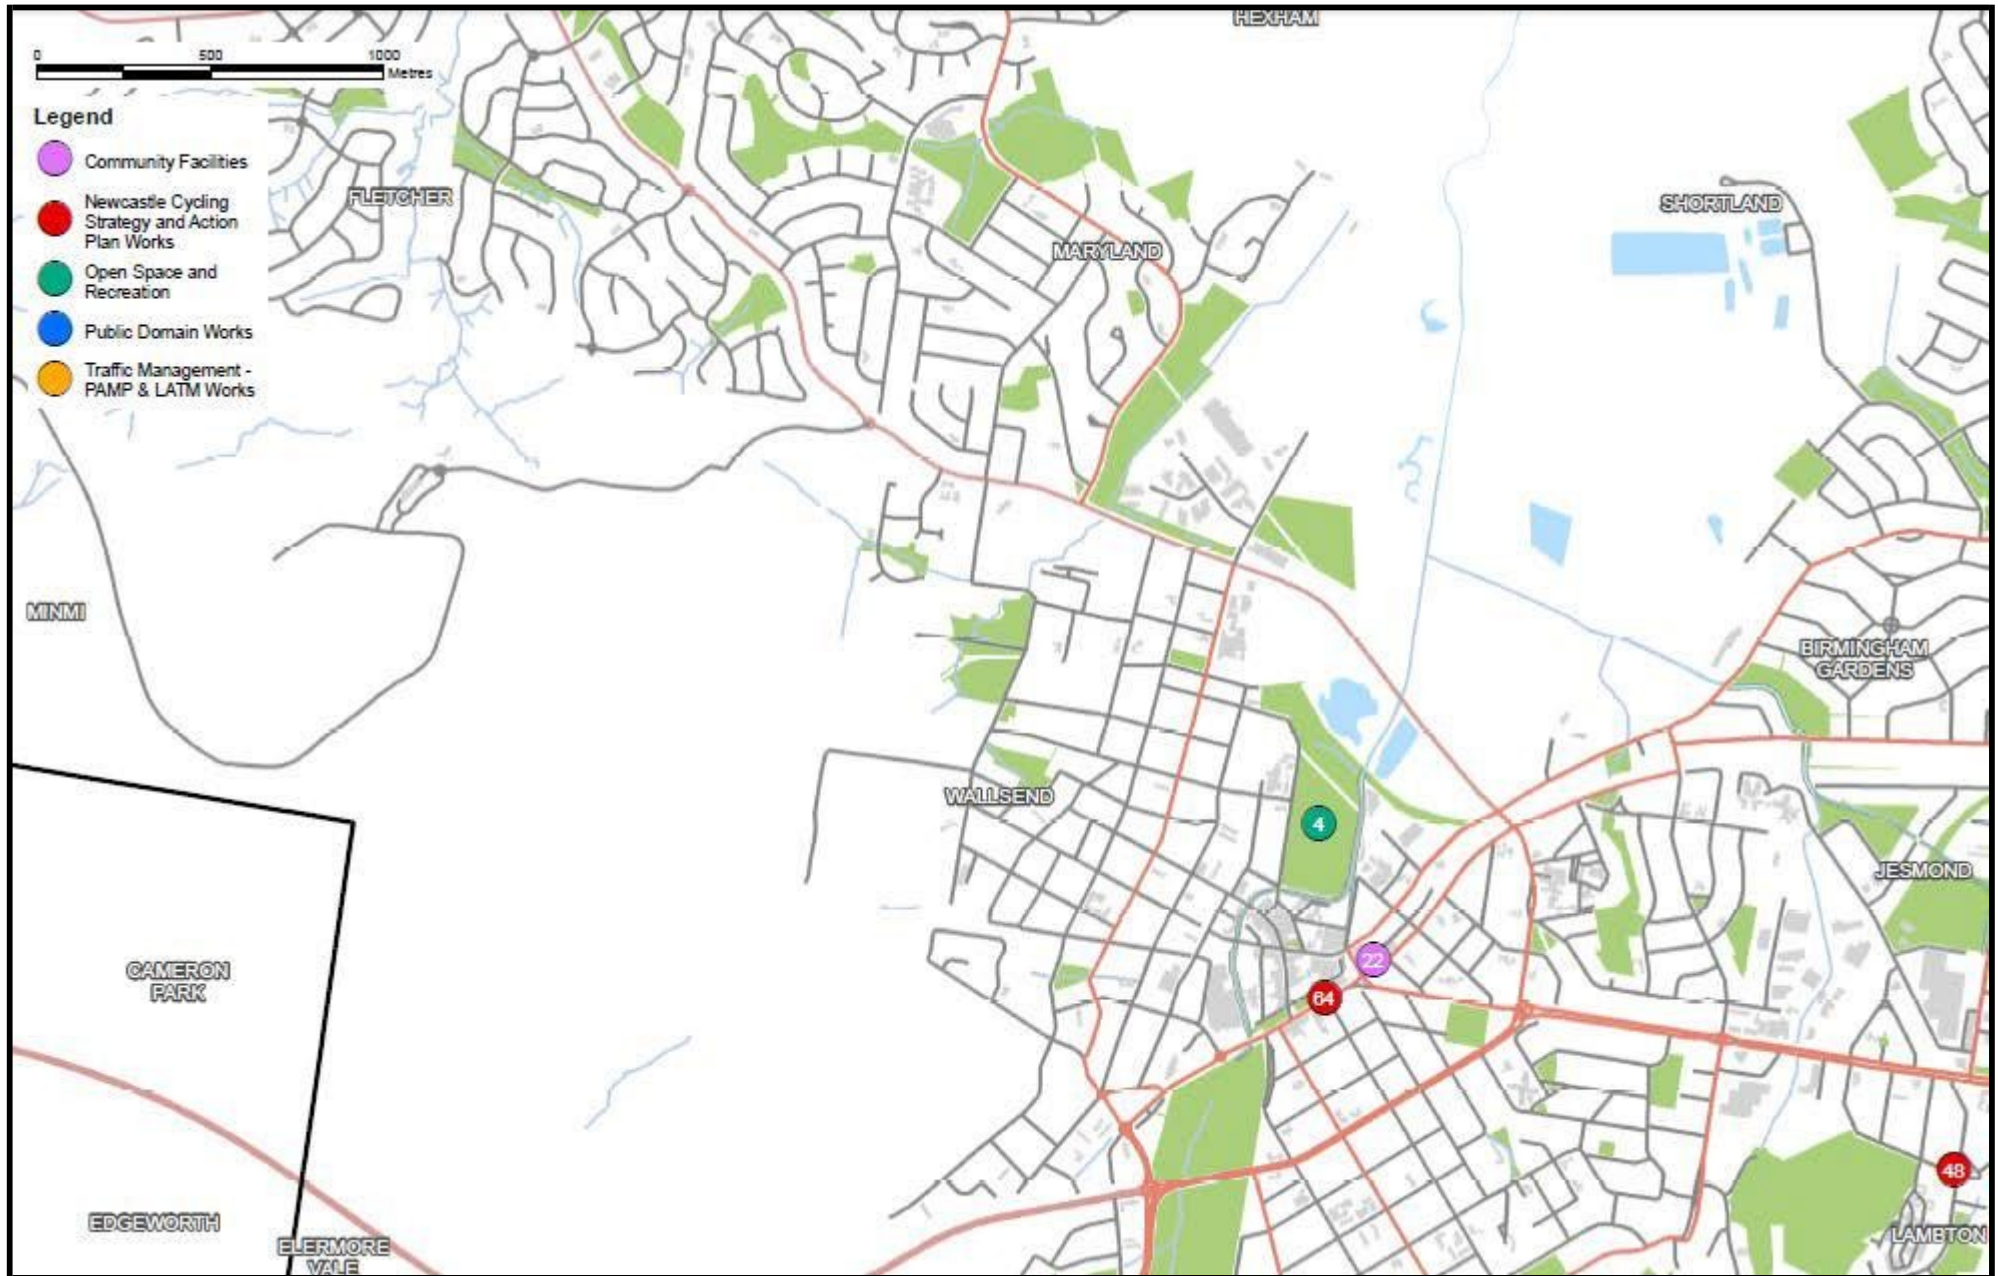 HEXHAM
0 500 1000
Metres
Legend
Community Facilities
Newcastle Cycling
Strategy and Action
Plan Works
Open Space and
Recreation
Public Domain Works
Traffic Management -
PAMP & LATM Works
FLETCHER
MARYLAND
SHORTLAND
MINMI
BIRMINGHAM
GARDENS
WALLSEND
4
JESMOND
22
64
CAMERON
PARK
48
EDGEWORTH
ELERMORE
VALE
LAMBTON